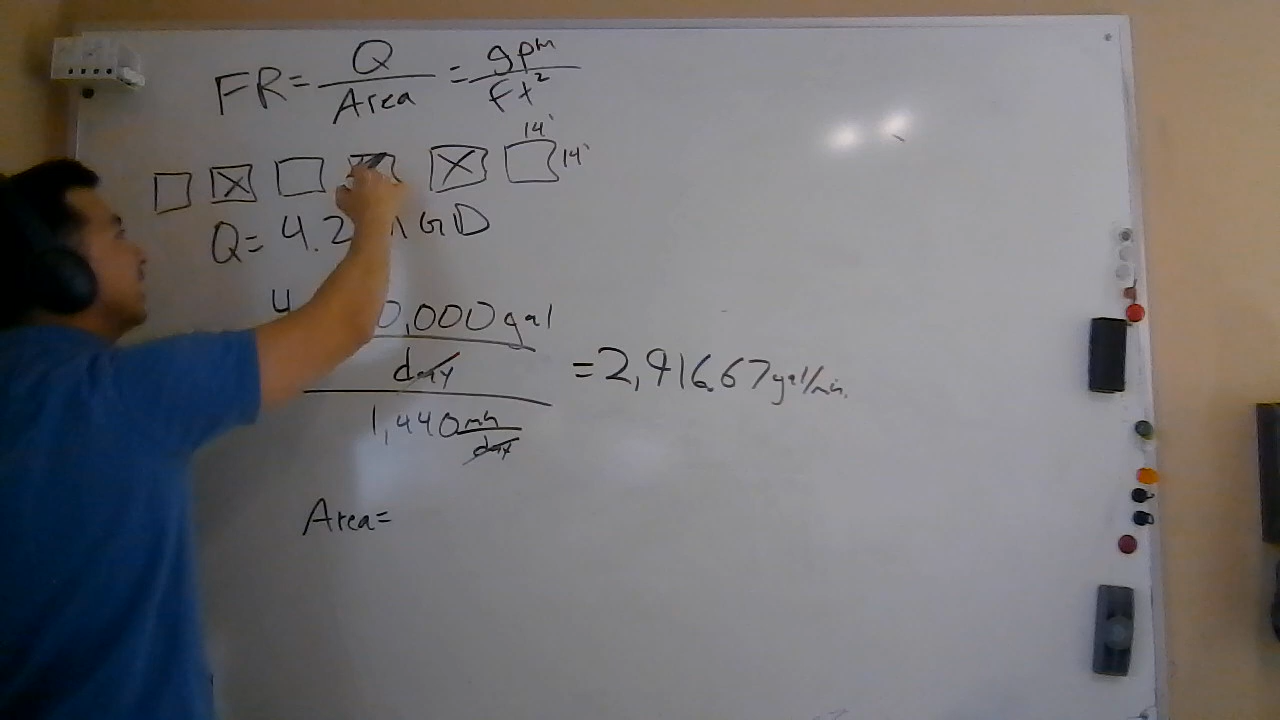 FR = Q / Area = gpm / ft²
14' 14'
Q= 4.2 MGD
4 0,000 gal / day
= 2,916.67 gal/min.
1,440 min / day
Area=